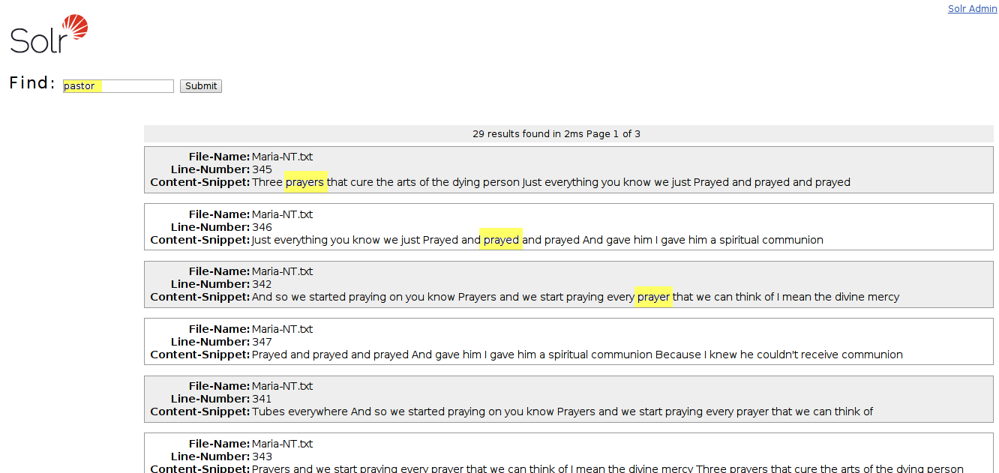 Solr Admin
Solr
Find: pastor Submit
29 results found in 2ms Page 1 of 3
File-Name: Maria-NT.txt
Line-Number: 345
Content-Snippet: Three prayers that cure the arts of the dying person Just everything you know we just Prayed and prayed and prayed
File-Name: Maria-NT.txt
Line-Number: 346
Content-Snippet: Just everything you know we just Prayed and prayed and prayed And gave him I gave him a spiritual communion
File-Name: Maria-NT.txt
Line-Number: 342
Content-Snippet: And so we started praying on you know Prayers and we start praying every prayer that we can think of I mean the divine mercy
File-Name: Maria-NT.txt
Line-Number: 347
Content-Snippet: Prayed and prayed and prayed And gave him I gave him a spiritual communion Because I knew he couldn't receive communion
File-Name: Maria-NT.txt
Line-Number: 341
Content-Snippet: Tubes everywhere And so we started praying on you know Prayers and we start praying every prayer that we can think of
File-Name: Maria-NT.txt
Line-Number: 343
Content-Snippet: Prayers and we start praying every prayer that we can think of I mean the divine mercy Three prayers that cure the arts of the dying person